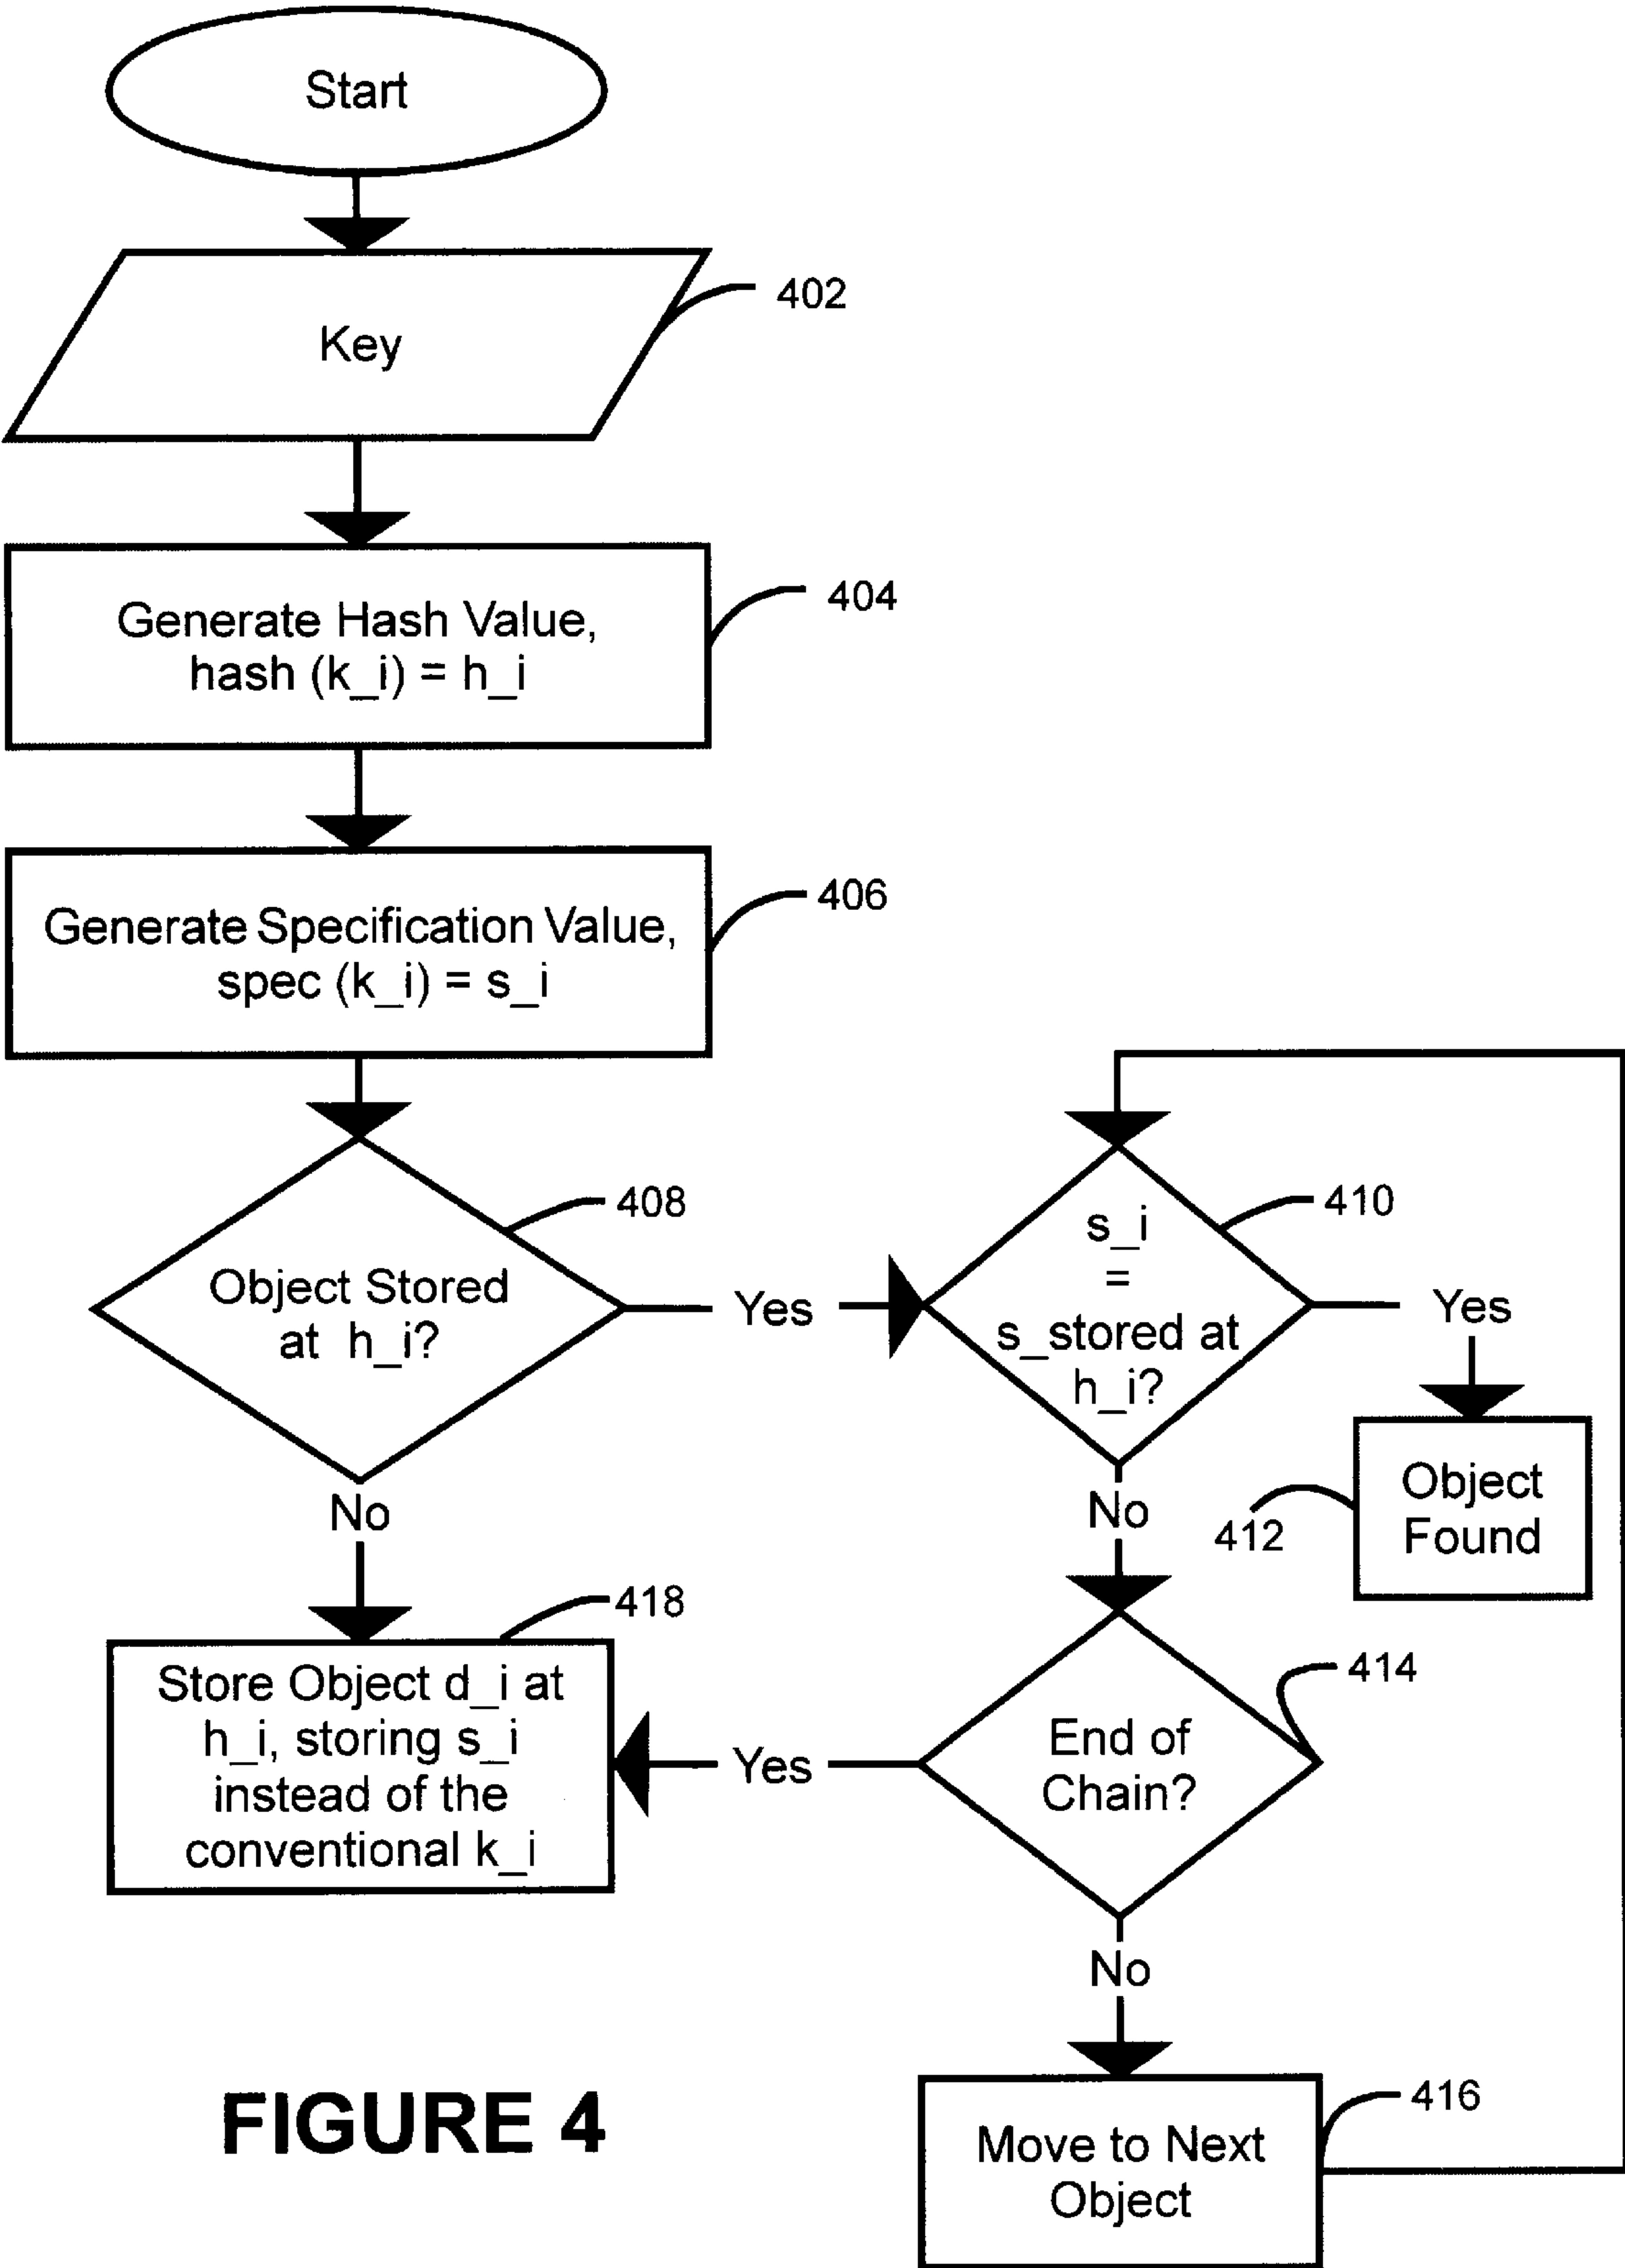 Start
Key
402
Generate Hash Value,
hash (k_i) = h_i
404
Generate Specification Value,
spec (k_i) = s_i
406
Object Stored
at h_i?
408
Yes
s_i
=
s_stored at
h_i?
410
Yes
Object
Found
412
No
No
Store Object d_i at
h_i, storing s_i
instead of the
conventional k_i
418
Yes
End of
Chain?
414
No
Move to Next
Object
416
FIGURE 4